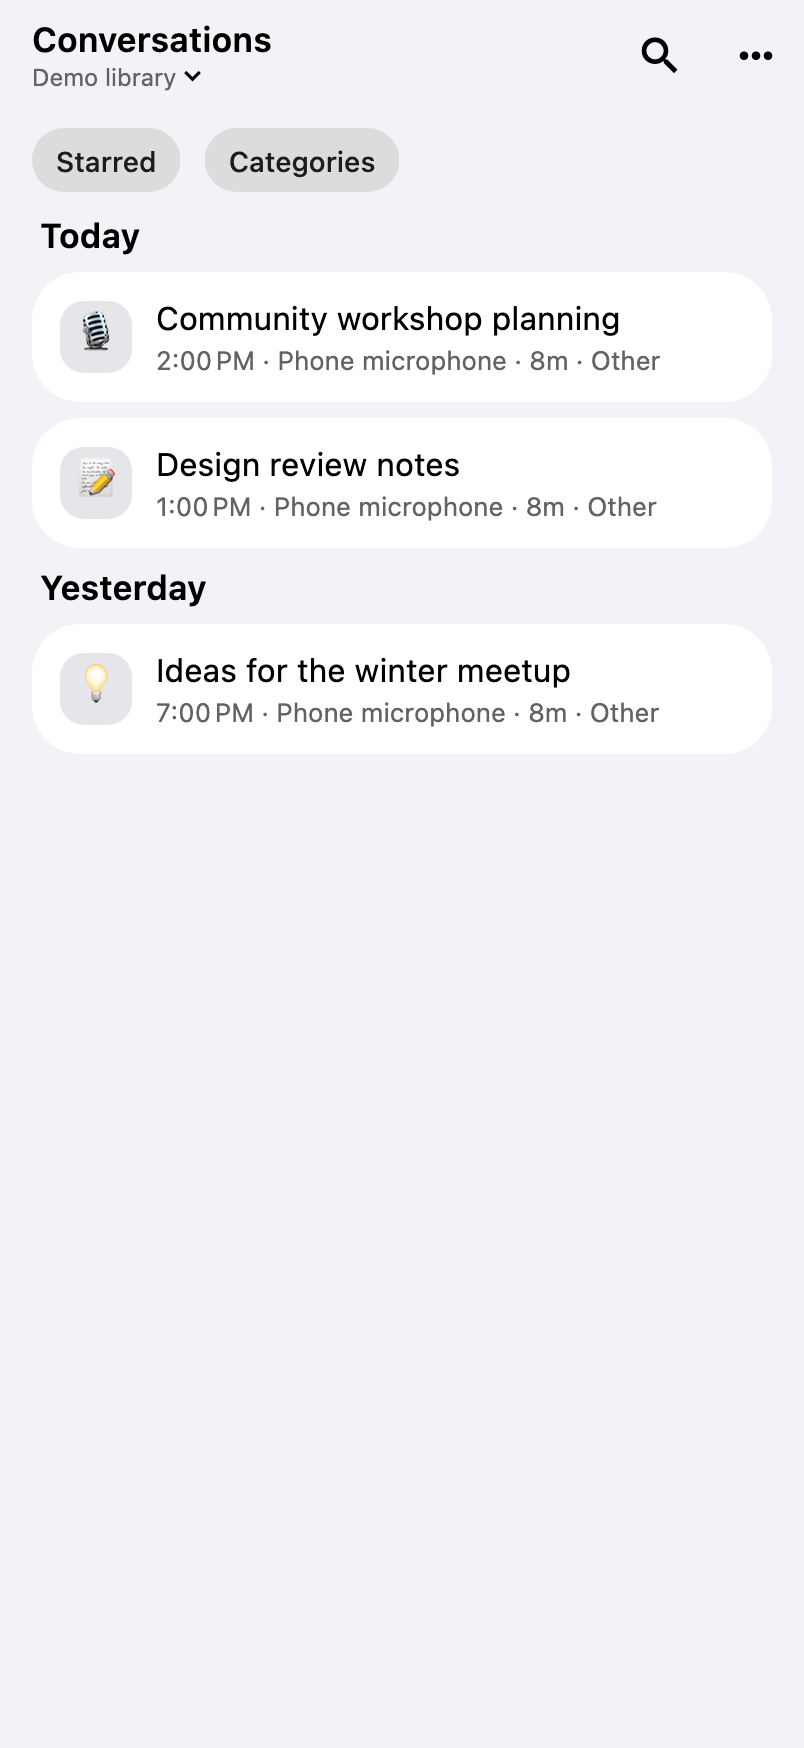 Conversations
Demo library
Starred
Categories
Today
Community workshop planning
2:00 PM · Phone microphone · 8m · Other
Design review notes
1:00 PM · Phone microphone · 8m · Other
Yesterday
Ideas for the winter meetup
7:00 PM · Phone microphone · 8m · Other